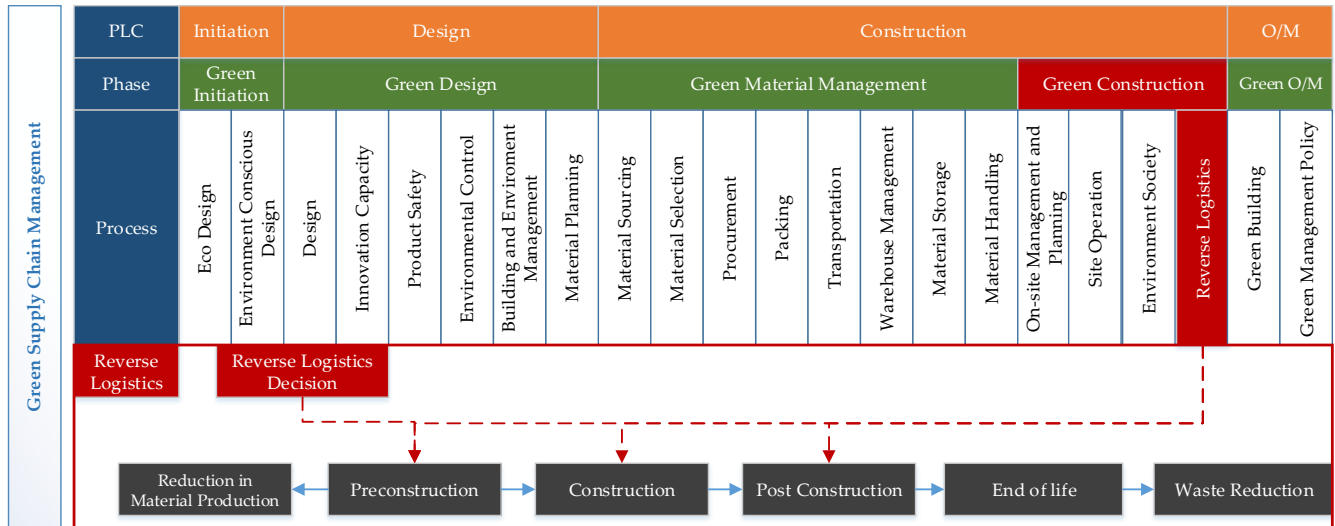 Green Supply Chain Management
PLC
Initiation
Design
Construction
O/M
Phase
Green
Initiation
Green Design
Green Material Management
Green Construction
Green O/M
Process
Eco Design
Environment Conscious
Design
Design
Innovation Capacity
Product Safety
Environmental Control
Building and Enviroment
Management
Material Planning
Material Sourcing
Material Selection
Procurement
Packing
Transportation
Warehouse Management
Material Storage
Material Handling
On-site Management and
Planning
Site Operation
Environment Society
Reverse Logistics
Green Building
Green Management Policy
Reverse
Logistics
Reverse Logistics
Decision
Reduction in
Material Production
Preconstruction
Construction
Post Construction
End of life
Waste Reduction